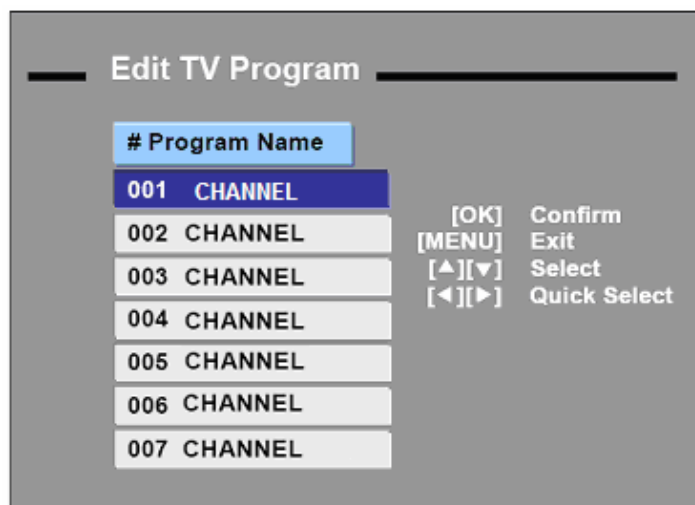 Edit TV Program
# Program Name
001 CHANNEL
002 CHANNEL
003 CHANNEL
004 CHANNEL
005 CHANNEL
006 CHANNEL
007 CHANNEL
[OK] Confirm
[MENU] Exit
[▲][▼] Select
[◀][▶] Quick Select